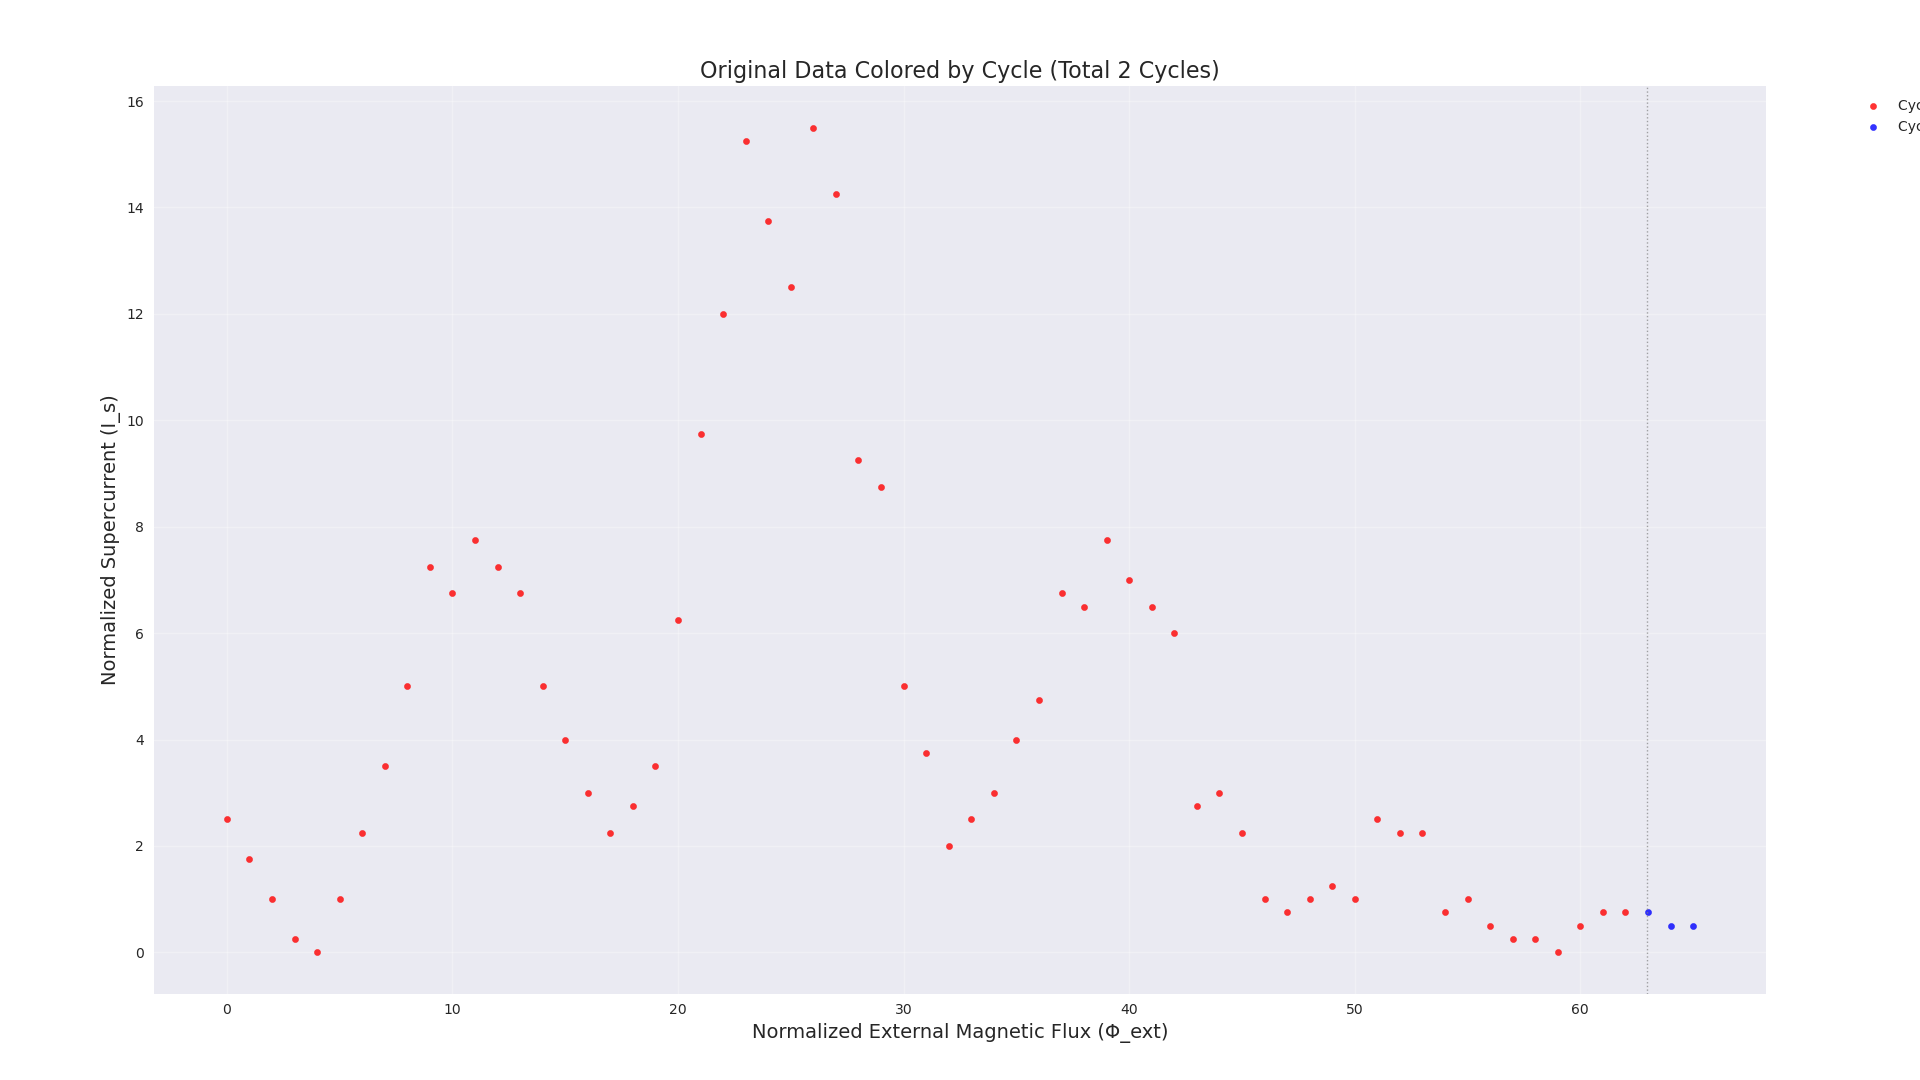 Original Data Colored by Cycle (Total 2 Cycles)
16
14
12
10
8
6
4
2
0
Normalized Supercurrent (I_s)
0 10 20 30 40 50 60
Normalized External Magnetic Flux (Φ_ext)
Cyc
Cyc